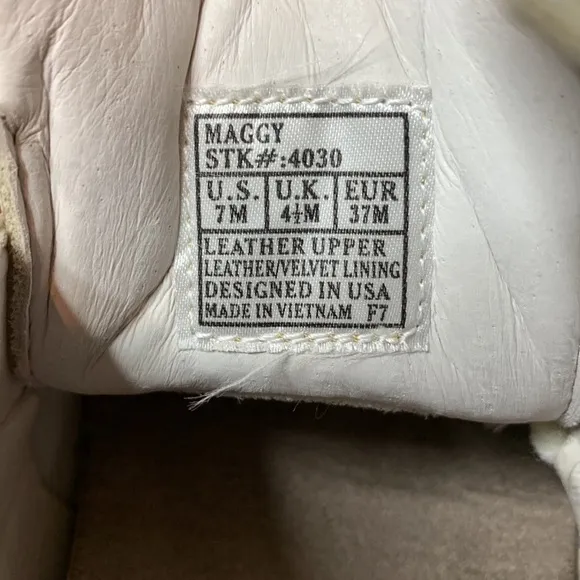 MAGGY
STK#:4030
U.S. U.K. EUR
7M 4½M 37M
LEATHER UPPER
LEATHER/VELVET LINING
DESIGNED IN USA
MADE IN VIETNAM F7